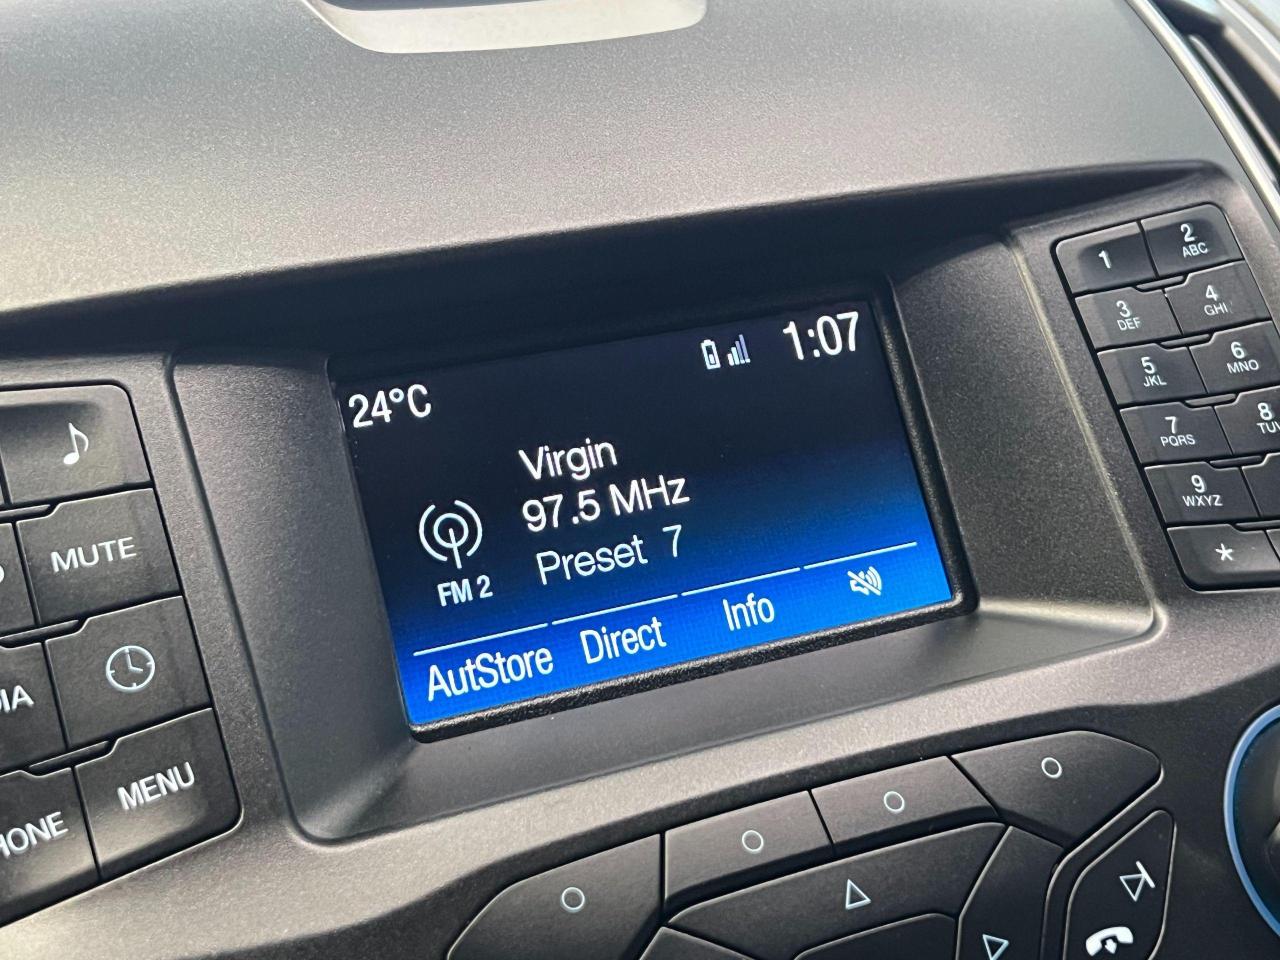 1:07
24°C
Virgin
97.5 MHz
Preset 7
FM 2
AutStore
Direct
Info
MUTE
MENU
1
2
ABC
3
DEF
4
GHI
5
JKL
6
MNO
7
PQRS
8
9
WXYZ
*